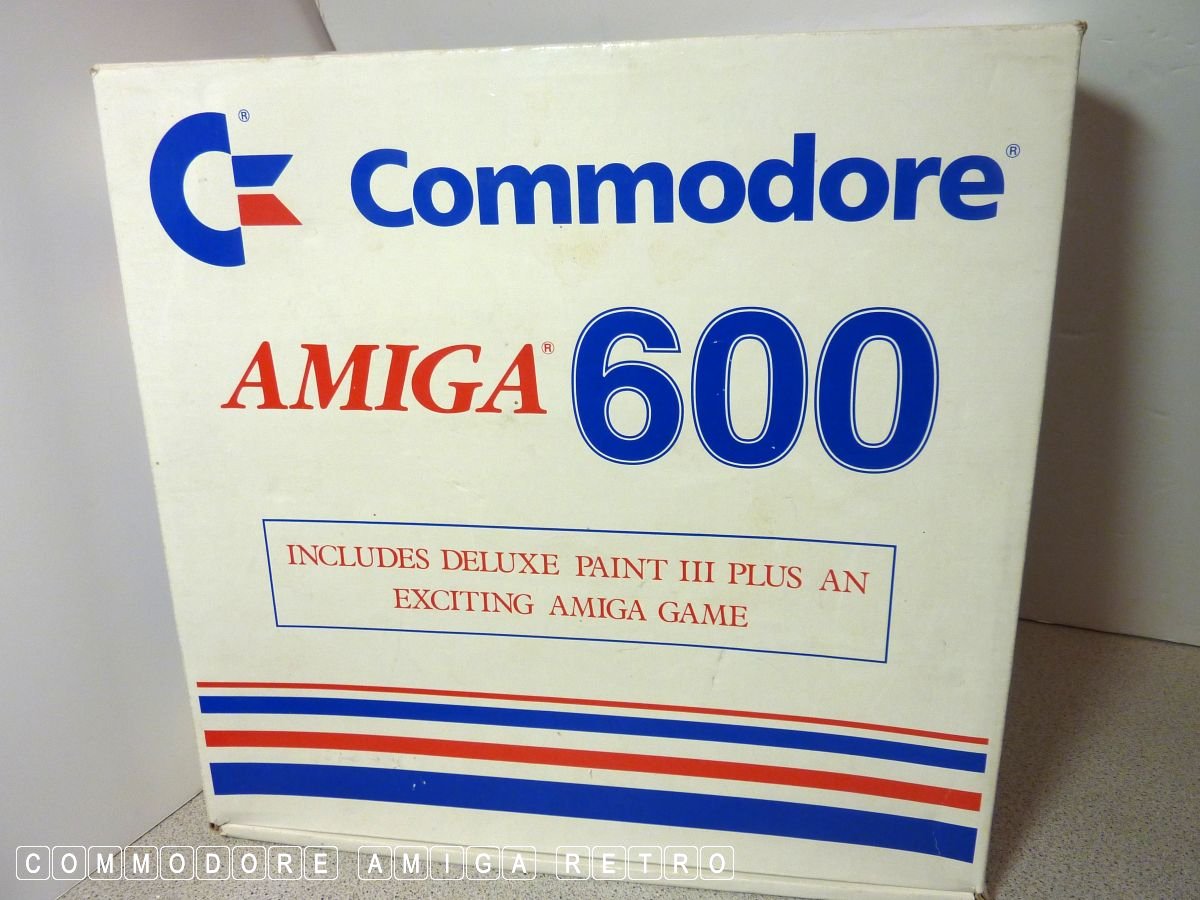 Commodore®
AMIGA® 600
INCLUDES DELUXE PAINT III PLUS AN
EXCITING AMIGA GAME
COMMODORE AMIGA RETRO